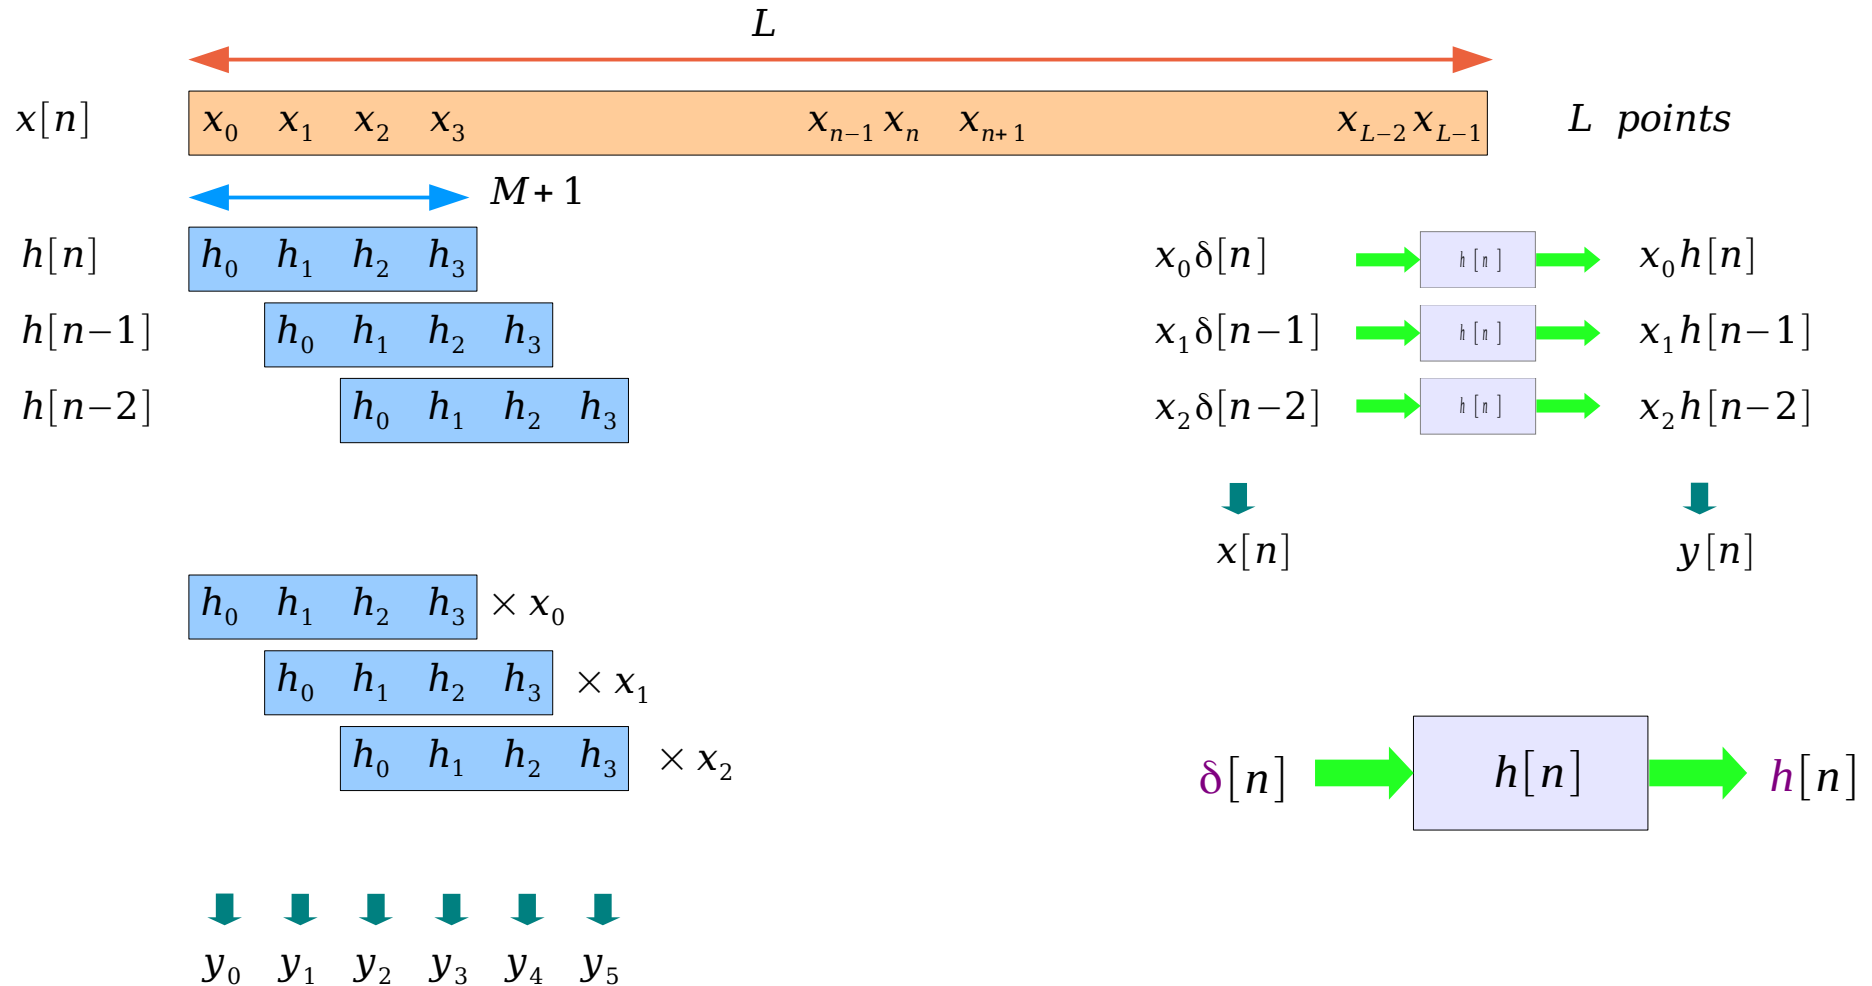 L
x[n] x₀ x₁ x₂ x₃ xₙ₋₁ xₙ xₙ₊₁ x_{L−2} x_{L−1} L points
M+1
h[n] h₀ h₁ h₂ h₃ x₀δ[n] h[n] x₀h[n]
h[n−1] h₀ h₁ h₂ h₃ x₁δ[n−1] h[n] x₁h[n−1]
h[n−2] h₀ h₁ h₂ h₃ x₂δ[n−2] h[n] x₂h[n−2]
x[n] y[n]
h₀ h₁ h₂ h₃ × x₀
h₀ h₁ h₂ h₃ × x₁
h₀ h₁ h₂ h₃ × x₂
δ[n] h[n] h[n]
y₀ y₁ y₂ y₃ y₄ y₅